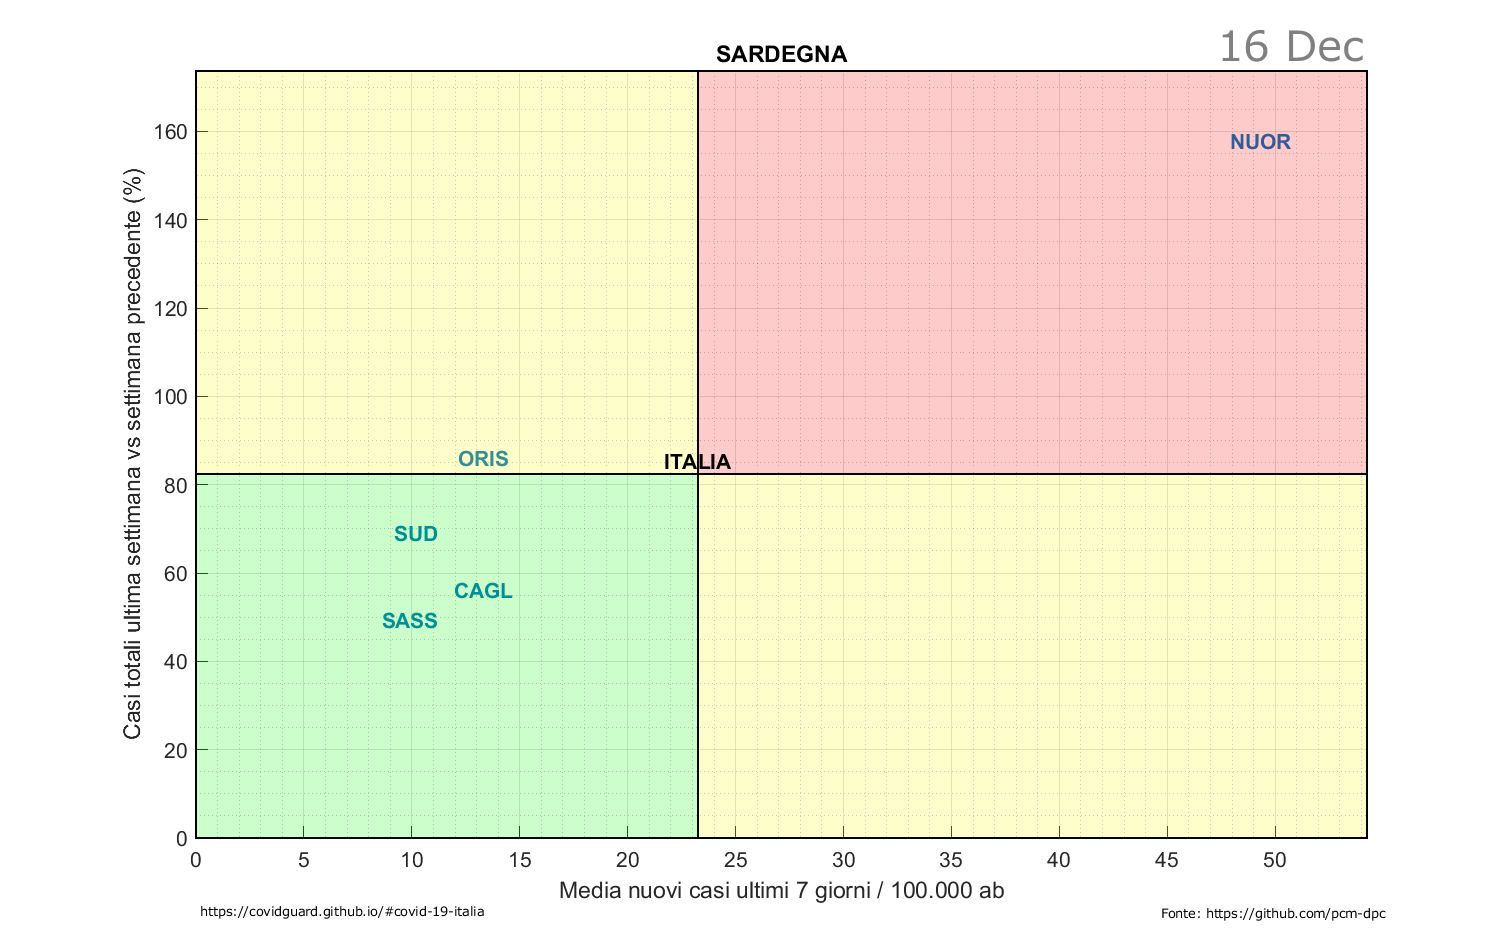 16 Dec
SARDEGNA
Casi totali ultima settimana vs settimana precedente (%)
160
140
120
100
80
60
40
20
0
NUOR
ORIS
ITALIA
SUD
CAGL
SASS
0 5 10 15 20 25 30 35 40 45 50
Media nuovi casi ultimi 7 giorni / 100.000 ab
https://covidguard.github.io/#covid-19-italia
Fonte: https://github.com/pcm-dpc